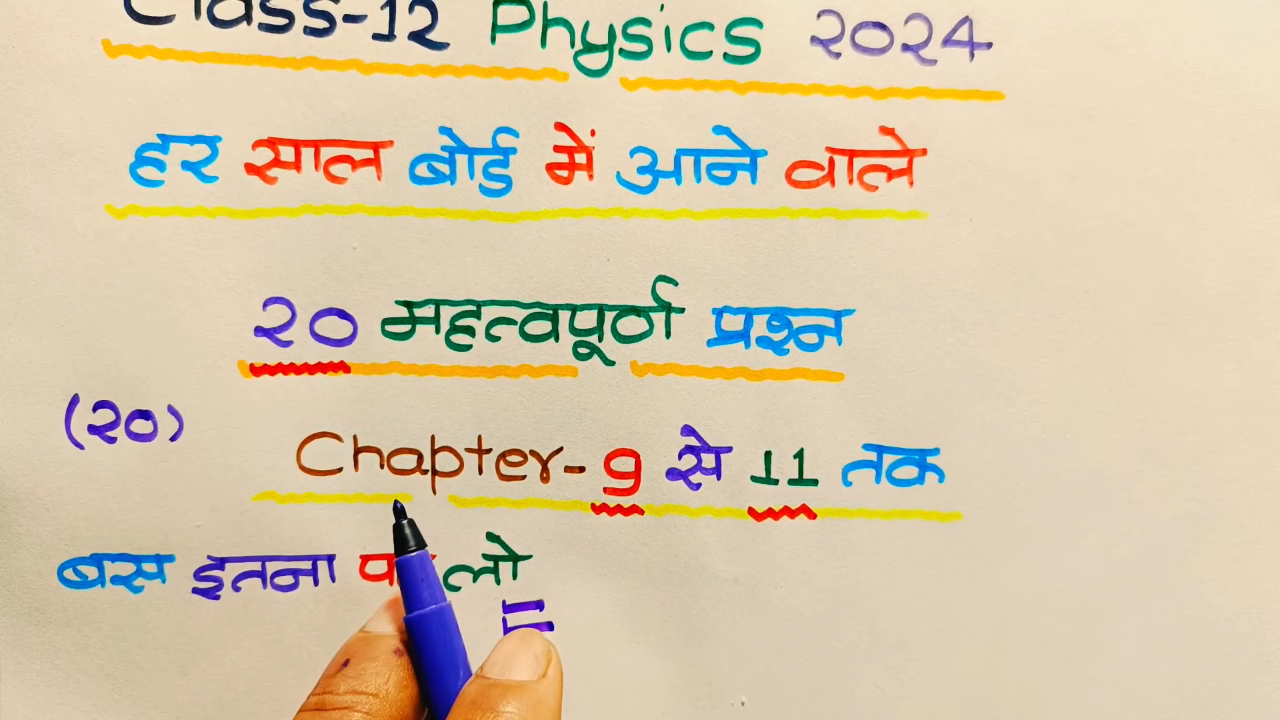 Class-12 Physics 2024
हर साल बोर्ड में आने वाले
20 महत्वपूर्ण प्रश्न
(20)
Chapter-9 से 11 तक
बस इतना लो